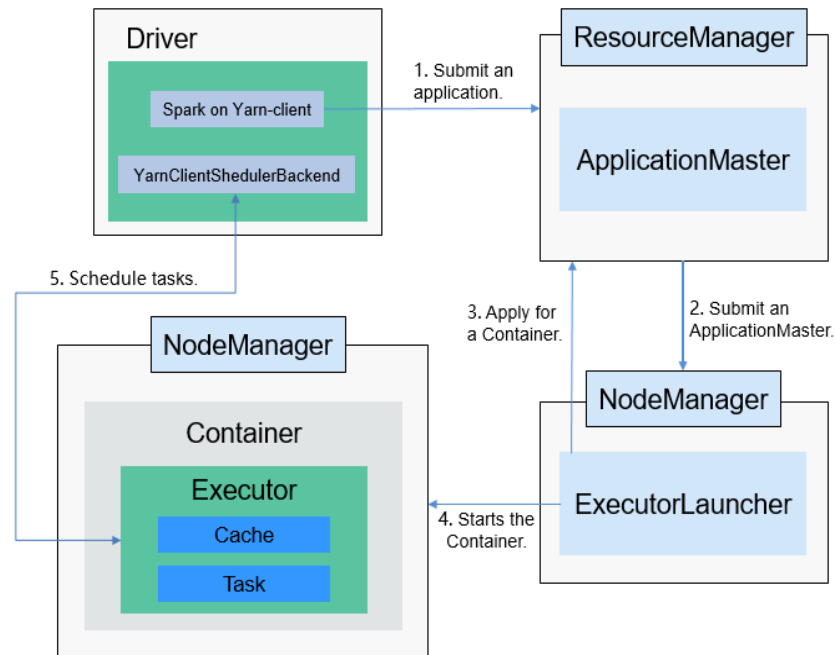 Driver
Spark on Yarn-client
YarnClientShedulerBackend
1. Submit an
application.
ResourceManager
ApplicationMaster
5. Schedule tasks.
3. Apply for
a Container.
2. Submit an
ApplicationMaster.
NodeManager
Container
Executor
Cache
Task
4. Starts the
Container.
NodeManager
ExecutorLauncher